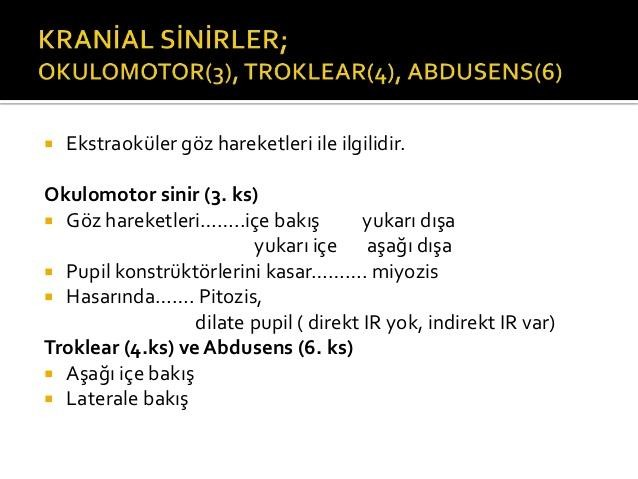 KRANİAL SİNİRLER;
OKULOMOTOR(3), TROKLEAR(4), ABDUSENS(6)
Ekstraoküler göz hareketleri ile ilgilidir.
Okulomotor sinir (3. ks)
Göz hareketleri........içe bakış yukarı dışa
yukarı içe aşağı dışa
Pupil konstrüktörlerini kasar.......... miyozis
Hasarında....... Pitozis,
dilate pupil ( direkt IR yok, indirekt IR var)
Troklear (4.ks) ve Abdusens (6. ks)
Aşağı içe bakış
Laterale bakış